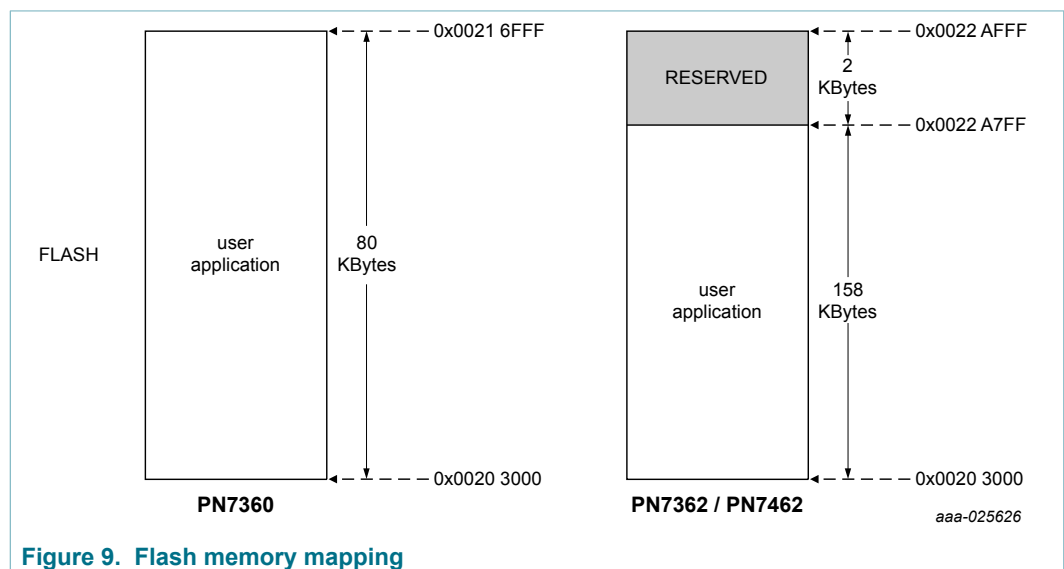 0x0021 6FFF
0x0022 AFFF
RESERVED
2
KBytes
0x0022 A7FF
FLASH
user
application
80
KBytes
user
application
158
KBytes
0x0020 3000
0x0020 3000
PN7360
PN7362 / PN7462
aaa-025626
Figure 9. Flash memory mapping